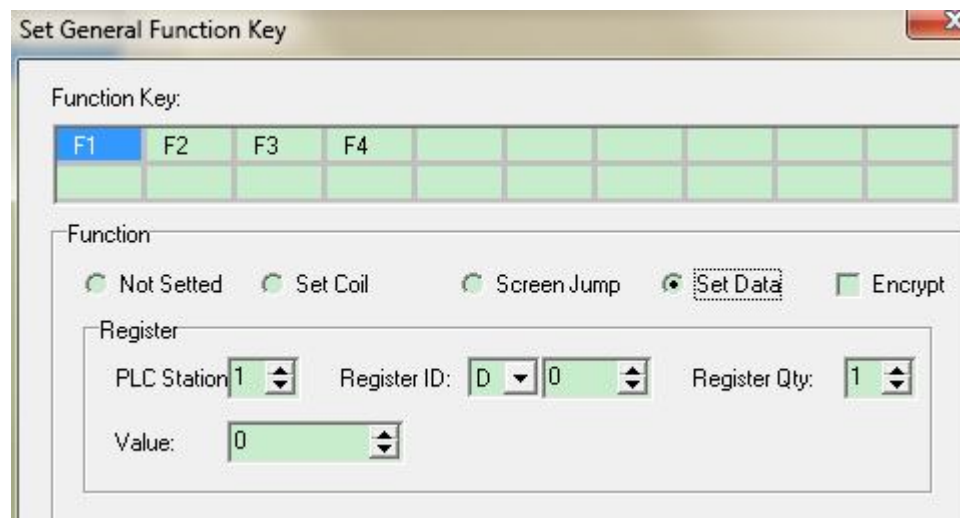 Set General Function Key
Function Key:
F1 F2 F3 F4
Function
Not Setted Set Coil Screen Jump Set Data Encrypt
Register
PLC Station 1 Register ID: D 0 Register Qty: 1
Value: 0